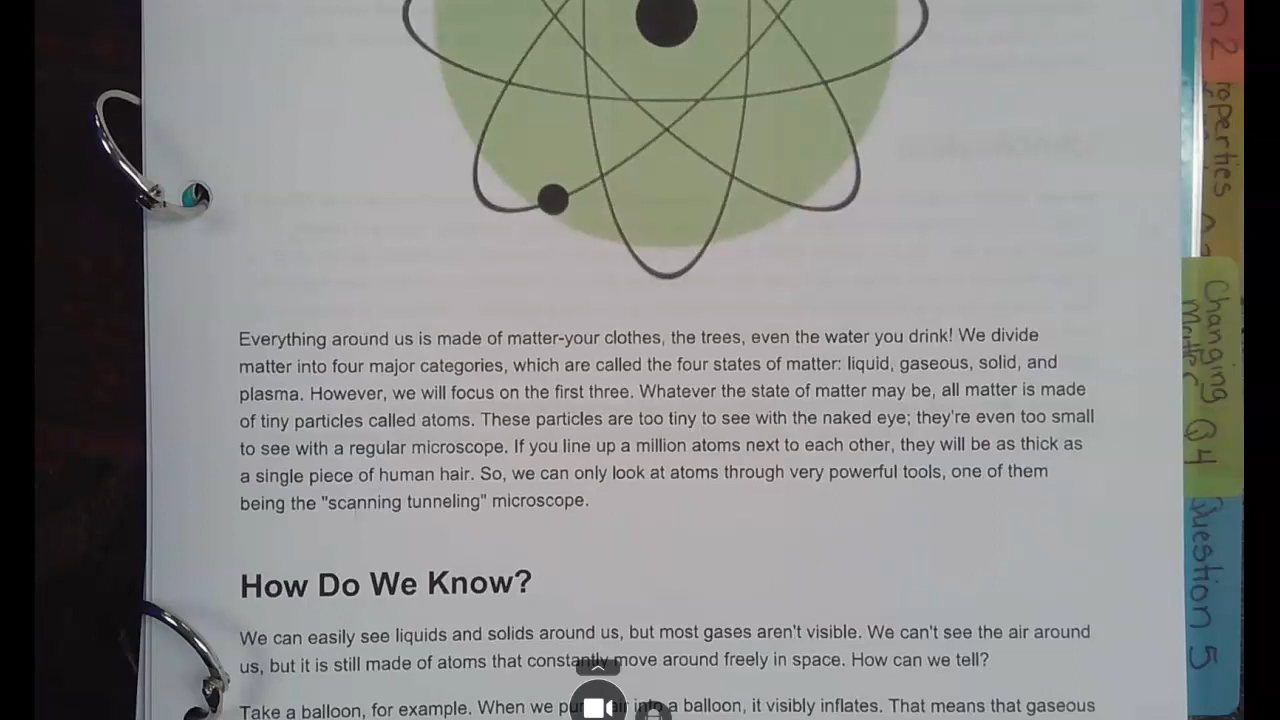 Everything around us is made of matter-your clothes, the trees, even the water you drink! We divide
matter into four major categories, which are called the four states of matter: liquid, gaseous, solid, and
plasma. However, we will focus on the first three. Whatever the state of matter may be, all matter is made
of tiny particles called atoms. These particles are too tiny to see with the naked eye; they're even too small
to see with a regular microscope. If you line up a million atoms next to each other, they will be as thick as
a single piece of human hair. So, we can only look at atoms through very powerful tools, one of them
being the "scanning tunneling" microscope.
How Do We Know?
We can easily see liquids and solids around us, but most gases aren't visible. We can't see the air around
us, but it is still made of atoms that constantly move around freely in space. How can we tell?
Take a balloon, for example. When we air into a balloon, it visibly inflates. That means that gaseous
2
Changing
Q4
Question 5